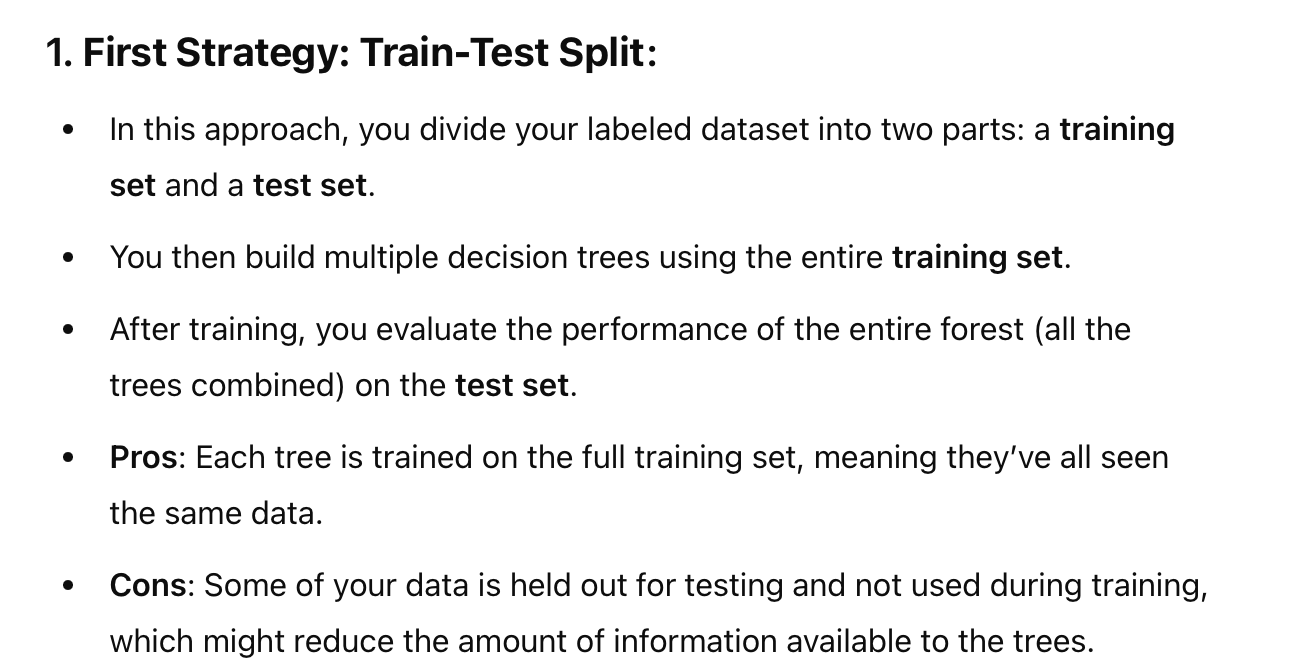 1. First Strategy: Train-Test Split:
• In this approach, you divide your labeled dataset into two parts: a training
set and a test set.
• You then build multiple decision trees using the entire training set.
• After training, you evaluate the performance of the entire forest (all the
trees combined) on the test set.
• Pros: Each tree is trained on the full training set, meaning they’ve all seen
the same data.
• Cons: Some of your data is held out for testing and not used during training,
which might reduce the amount of information available to the trees.